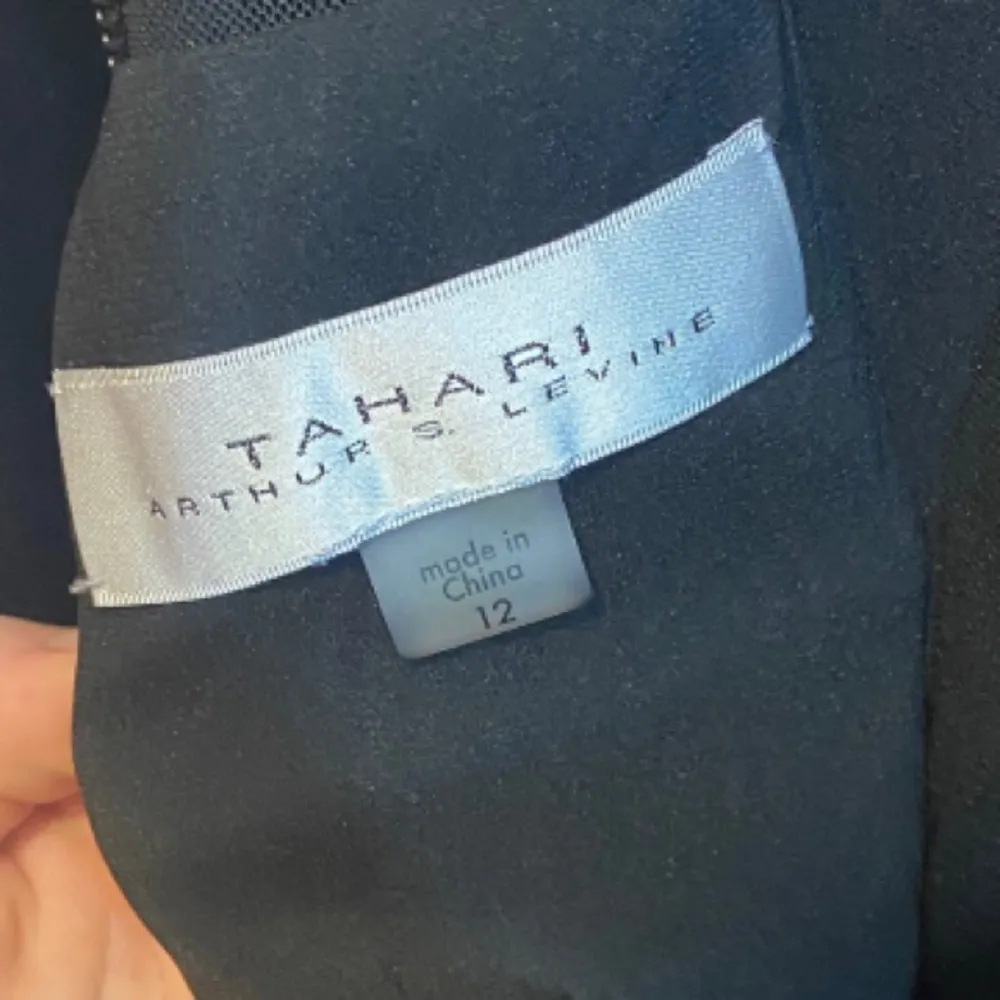 TAHARI
ARTHUR S. LEVINE
made in
China
12